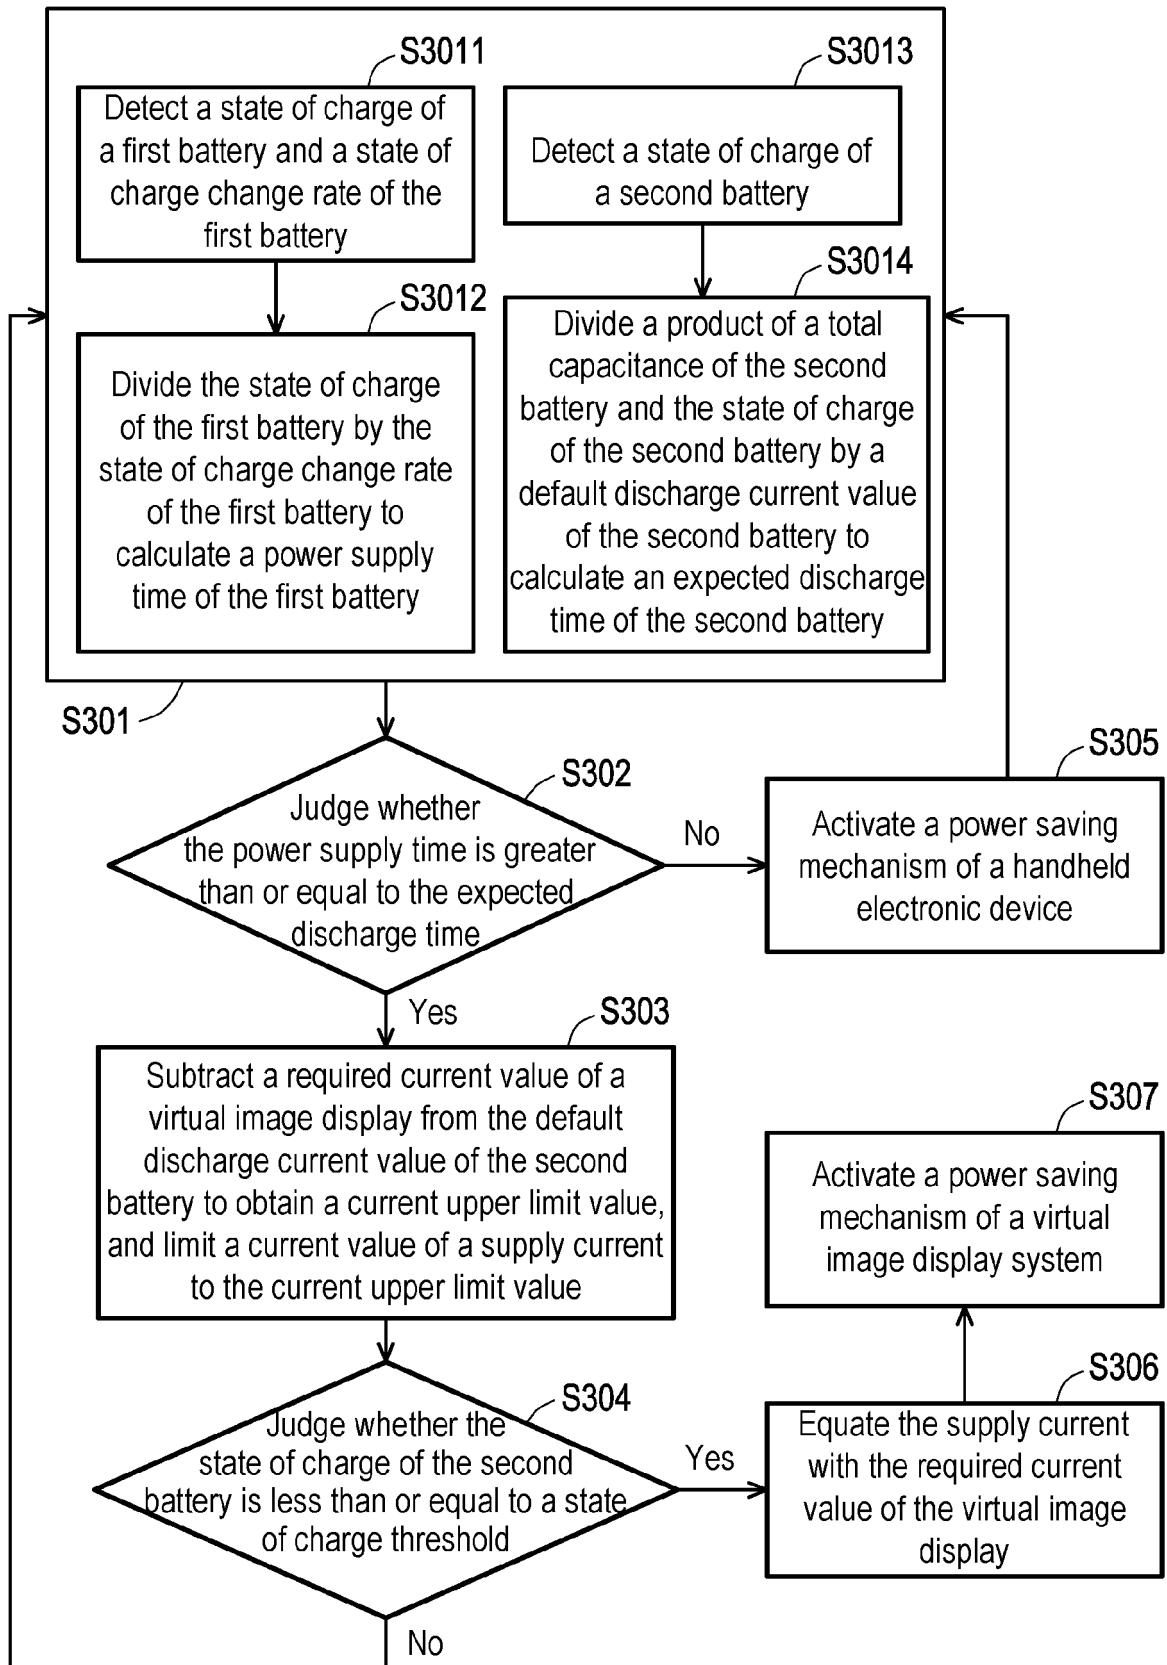 S3011
Detect a state of charge of
a first battery and a state of
charge change rate of the
first battery
S3013
Detect a state of charge of
a second battery
S3012
Divide the state of charge
of the first battery by the
state of charge change rate
of the first battery to
calculate a power supply
time of the first battery
S3014
Divide a product of a total
capacitance of the second
battery and the state of charge
of the second battery by a
default discharge current value
of the second battery to
calculate an expected discharge
time of the second battery
S301
S302
Judge whether
the power supply time is greater
than or equal to the expected
discharge time
No
S305
Activate a power saving
mechanism of a handheld
electronic device
Yes
S303
Subtract a required current value of a
virtual image display from the default
discharge current value of the second
battery to obtain a current upper limit value,
and limit a current value of a supply current
to the current upper limit value
S307
Activate a power saving
mechanism of a virtual
image display system
S304
Judge whether the
state of charge of the second
battery is less than or equal to a state
of charge threshold
Yes
S306
Equate the supply current
with the required current
value of the virtual image
display
No